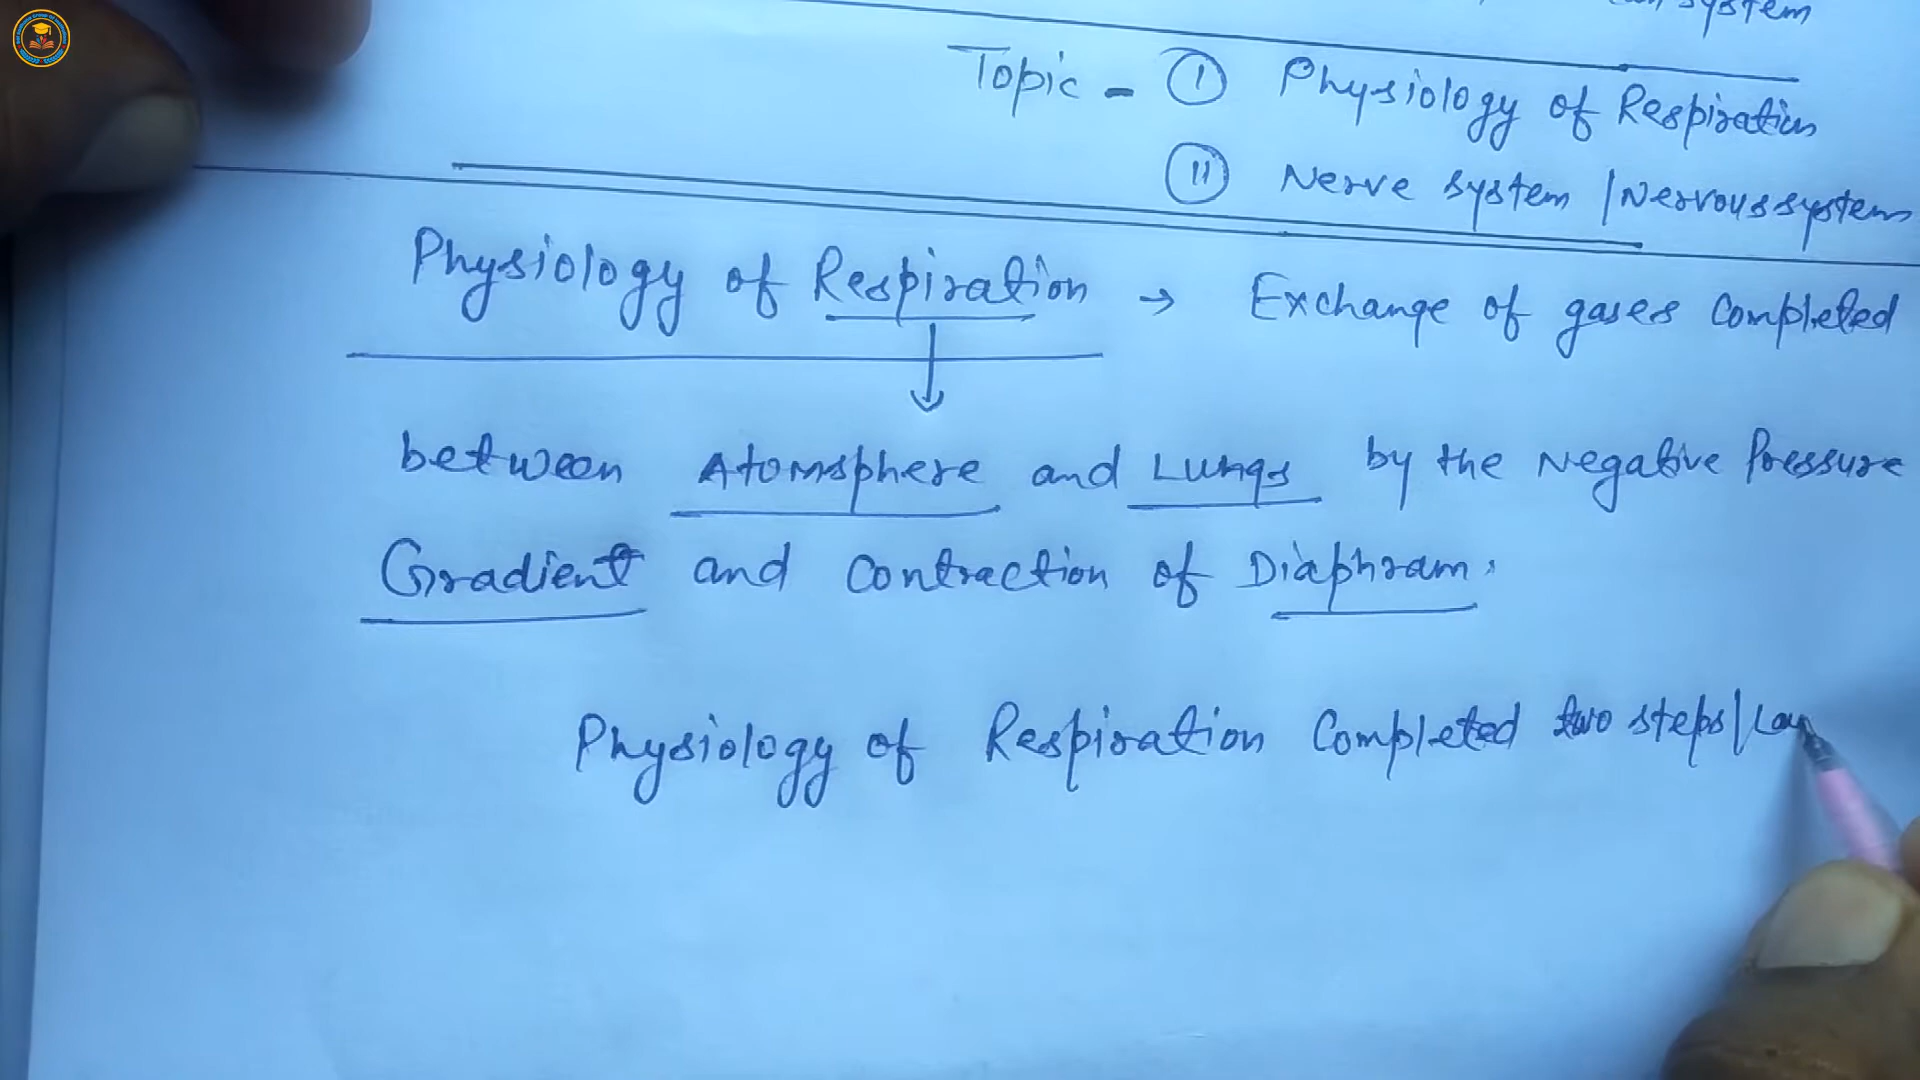 system
Topic - I Physiology of Respiration
II Nerve system / Nervous system
Physiology of Respiration → Exchange of gases completed
between Atomsphere and Lungs by the Negative Pressure
Gradient and contraction of Diaphram.
Physiology of Respiration Completed two steps /